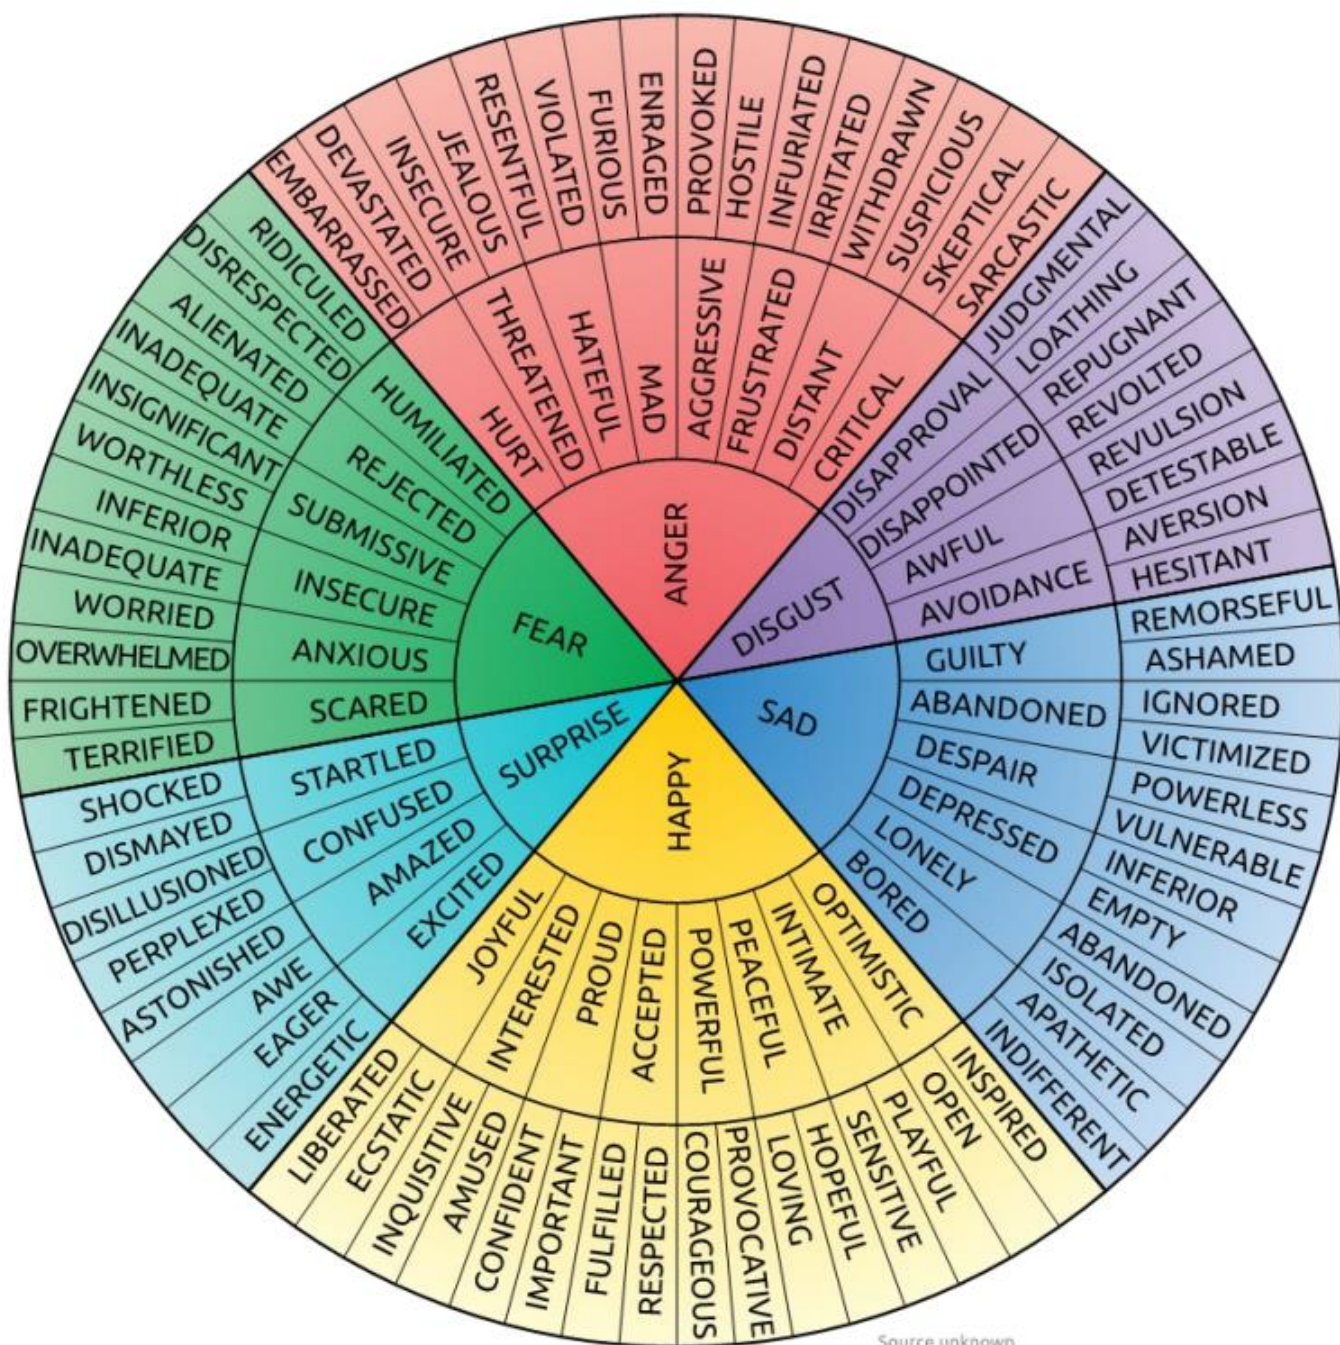 ANGER
HURT
THREATENED
HATEFUL
MAD
AGGRESSIVE
FRUSTRATED
DISTANT
CRITICAL
EMBARRASSED
DEVASTATED
INSECURE
JEALOUS
RESENTFUL
VIOLATED
FURIOUS
ENRAGED
PROVOKED
HOSTILE
INFURIATED
IRRITATED
WITHDRAWN
SUSPICIOUS
SKEPTICAL
SARCASTIC
DISGUST
DISAPPROVAL
DISAPPOINTED
AWFUL
AVOIDANCE
JUDGMENTAL
LOATHING
REPUGNANT
REVOLTED
REVULSION
DETESTABLE
AVERSION
HESITANT
SAD
GUILTY
ABANDONED
DESPAIR
DEPRESSED
LONELY
BORED
REMORSEFUL
ASHAMED
IGNORED
VICTIMIZED
POWERLESS
VULNERABLE
INFERIOR
EMPTY
ABANDONED
ISOLATED
APATHETIC
INDIFFERENT
HAPPY
OPTIMISTIC
INTIMATE
PEACEFUL
POWERFUL
ACCEPTED
PROUD
INTERESTED
JOYFUL
INSPIRED
OPEN
PLAYFUL
SENSITIVE
HOPEFUL
LOVING
PROVOCATIVE
COURAGEOUS
RESPECTED
FULFILLED
IMPORTANT
CONFIDENT
AMUSED
INQUISITIVE
ECSTATIC
LIBERATED
SURPRISE
EXCITED
AMAZED
CONFUSED
STARTLED
ENERGETIC
EAGER
AWE
ASTONISHED
PERPLEXED
DISILLUSIONED
DISMAYED
SHOCKED
FEAR
SCARED
ANXIOUS
INSECURE
SUBMISSIVE
REJECTED
HUMILIATED
TERRIFIED
FRIGHTENED
OVERWHELMED
WORRIED
INADEQUATE
INFERIOR
WORTHLESS
INSIGNIFICANT
INADEQUATE
ALIENATED
DISRESPECTED
RIDICULED
Source unknown